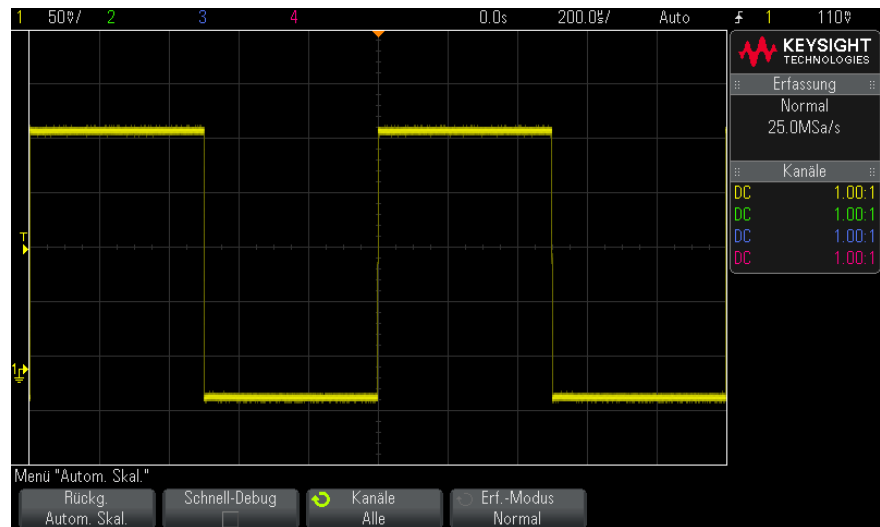 1 50V/ 2 3 4 0.0s 200.0µ/ Auto 1 110V
KEYSIGHT
TECHNOLOGIES
Erfassung
Normal
25.0MSa/s
Kanäle
DC 1.00:1
DC 1.00:1
DC 1.00:1
DC 1.00:1
T
1
Menü "Autom. Skal."
Rückg.
Autom. Skal.
Schnell-Debug
Kanäle
Alle
Erf.-Modus
Normal